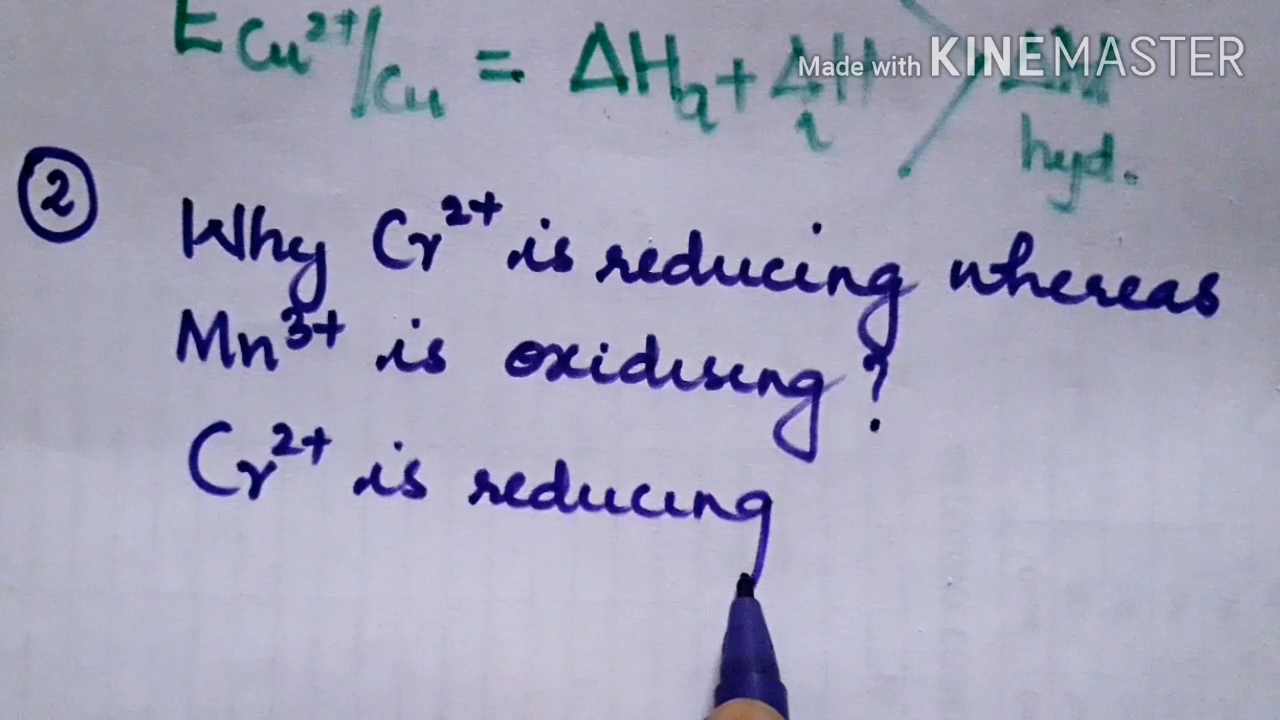 E Cu²⁺/Cu = ΔHa + ΔiH > ΔH hyd.
Made with KINEMASTER
② Why Cr²⁺ is reducing whereas
Mn³⁺ is oxidising?
Cr²⁺ is reducing